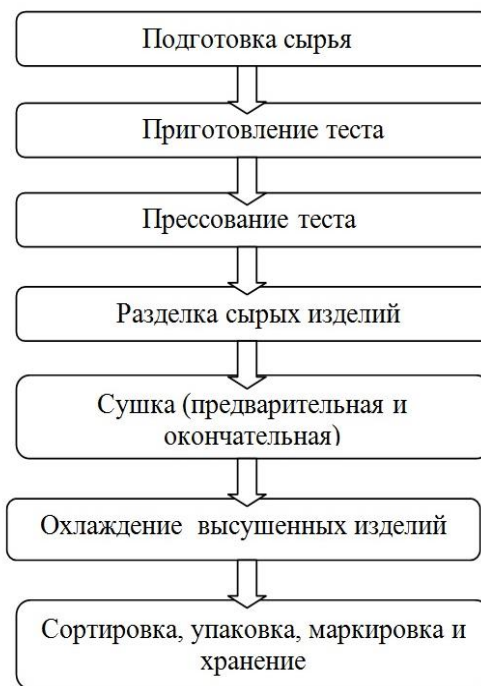 Подготовка сырья
Приготовление теста
Прессование теста
Разделка сырых изделий
Сушка (предварительная и
окончательная)
Охлаждение высушенных изделий
Сортировка, упаковка, маркировка и
хранение